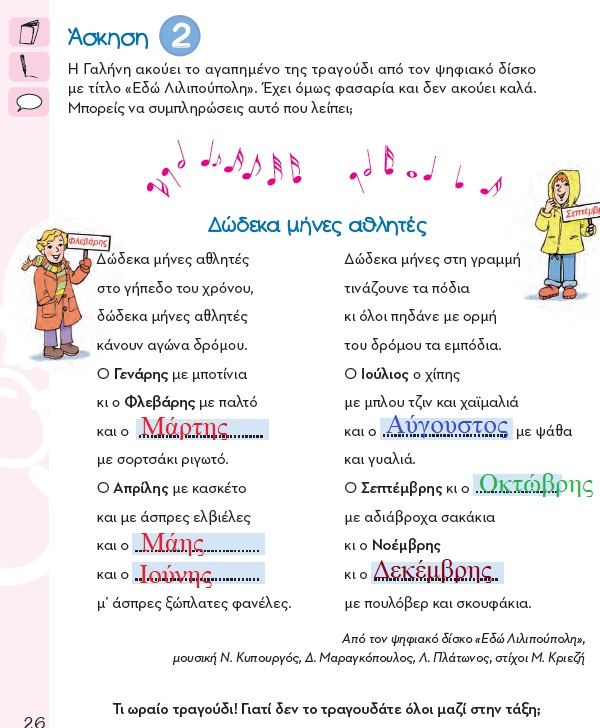 Άσκηση 2
Η Γαλήνη ακούει το αγαπημένο της τραγούδι από τον ψηφιακό δίσκο
με τίτλο «Εδώ Λιλιπούπολη». Έχει όμως φασαρία και δεν ακούει καλά.
Μπορείς να συμπληρώσεις αυτό που λείπει;
Δώδεκα μήνες αθλητές
Φλεβάρης
Δώδεκα μήνες αθλητές
στο γήπεδο του χρόνου,
δώδεκα μήνες αθλητές
κάνουν αγώνα δρόμου.
Ο Γενάρης με μποτίνια
κι ο Φλεβάρης με παλτό
και ο Μάρτης
με σορτσάκι ριγωτό.
Ο Απρίλης με κασκέτο
και με άσπρες ελβιέλες
και ο Μάης
και ο Ιούνης
μ' άσπρες ξώπλατες φανέλες.
Σεπτέμβρη
Δώδεκα μήνες στη γραμμή
τινάζουνε τα πόδια
κι όλοι πηδάνε με ορμή
του δρόμου τα εμπόδια.
Ο Ιούλιος ο χίπης
με μπλου τζιν και χαϊμαλιά
και ο Αύγουστος με ψάθα
και γυαλιά.
Ο Σεπτέμβρης κι ο Οκτώβρης
με αδιάβροχα σακάκια
κι ο Νοέμβρης
κι ο Δεκέμβρης
με πουλόβερ και σκουφάκια.
Από τον ψηφιακό δίσκο «Εδώ Λιλιπούπολη»,
μουσική Ν. Κυπουργός, Δ. Μαραγκόπουλος, Λ. Πλάτωνος, στίχοι Μ. Κριεζή
Τι ωραίο τραγούδι! Γιατί δεν το τραγουδάτε όλοι μαζί στην τάξη;
26